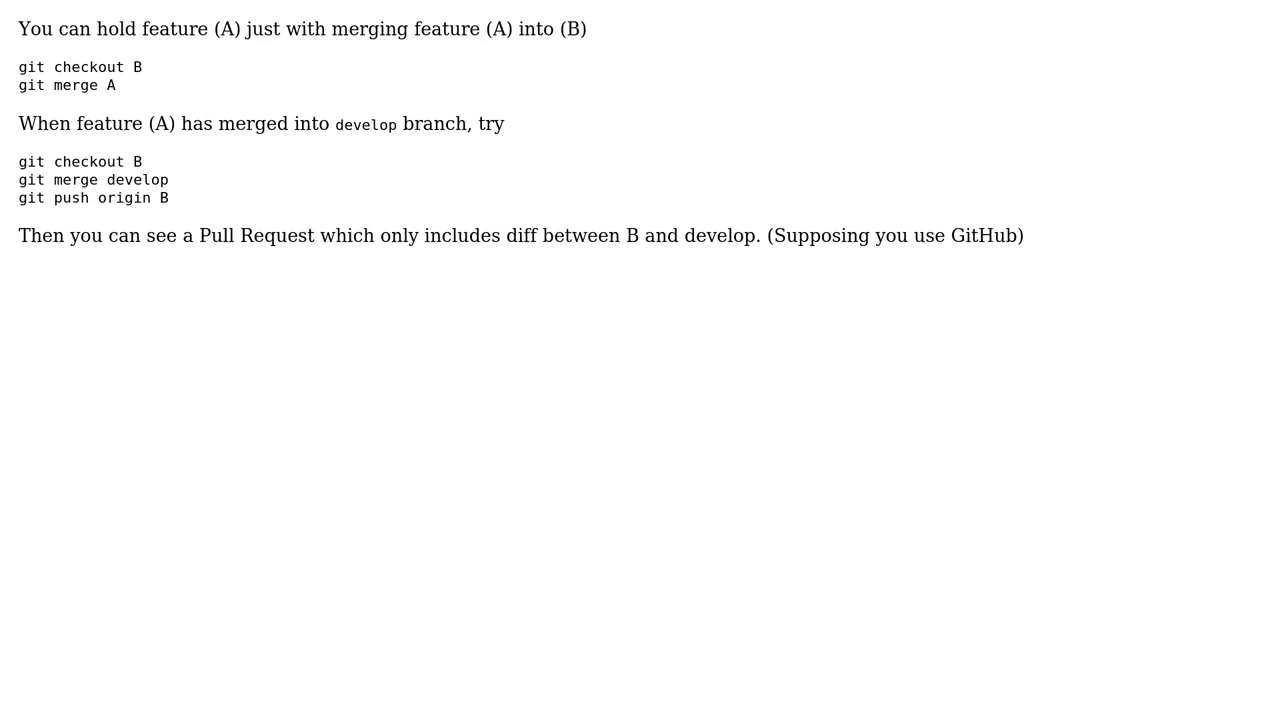 You can hold feature (A) just with merging feature (A) into (B)
git checkout B
git merge A
When feature (A) has merged into develop branch, try
git checkout B
git merge develop
git push origin B
Then you can see a Pull Request which only includes diff between B and develop. (Supposing you use GitHub)